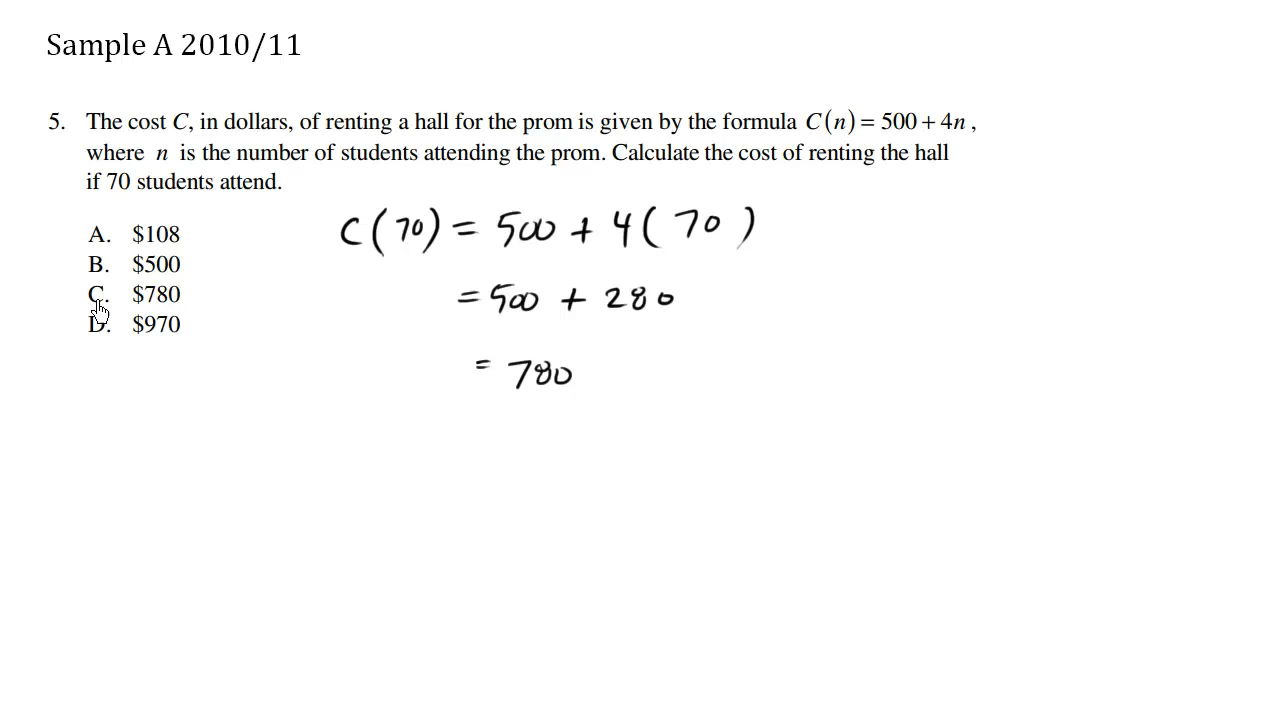 Sample A 2010/11
5. The cost C, in dollars, of renting a hall for the prom is given by the formula C(n) = 500 + 4n,
where n is the number of students attending the prom. Calculate the cost of renting the hall
if 70 students attend.
A. $108
B. $500
C. $780
D. $970
C(70) = 500 + 4(70)
= 500 + 280
= 780